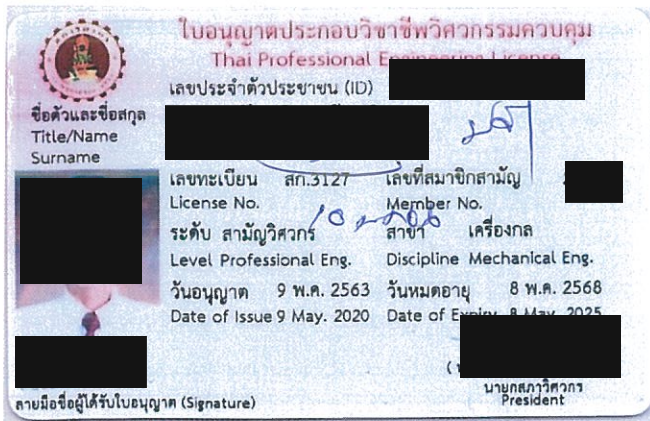 ใบอนุญาตประกอบวิชาชีพวิศวกรรมควบคุม
Thai Professional Engineering License
เลขประจำตัวประชาชน (ID)
ชื่อตัวและชื่อสกุล
Title/Name
Surname
เลขทะเบียน สก.3127 เลขที่สมาชิกสามัญ
License No. Member No.
ระดับ สามัญวิศวกร สาขา เครื่องกล
Level Professional Eng. Discipline Mechanical Eng.
วันอนุญาต 9 พ.ค. 2563 วันหมดอายุ 8 พ.ค. 2568
Date of Issue 9 May. 2020 Date of Expiry 8 May. 2025
(
นายกสภาวิศวกร
President
ลายมือชื่อผู้ได้รับใบอนุญาต (Signature)